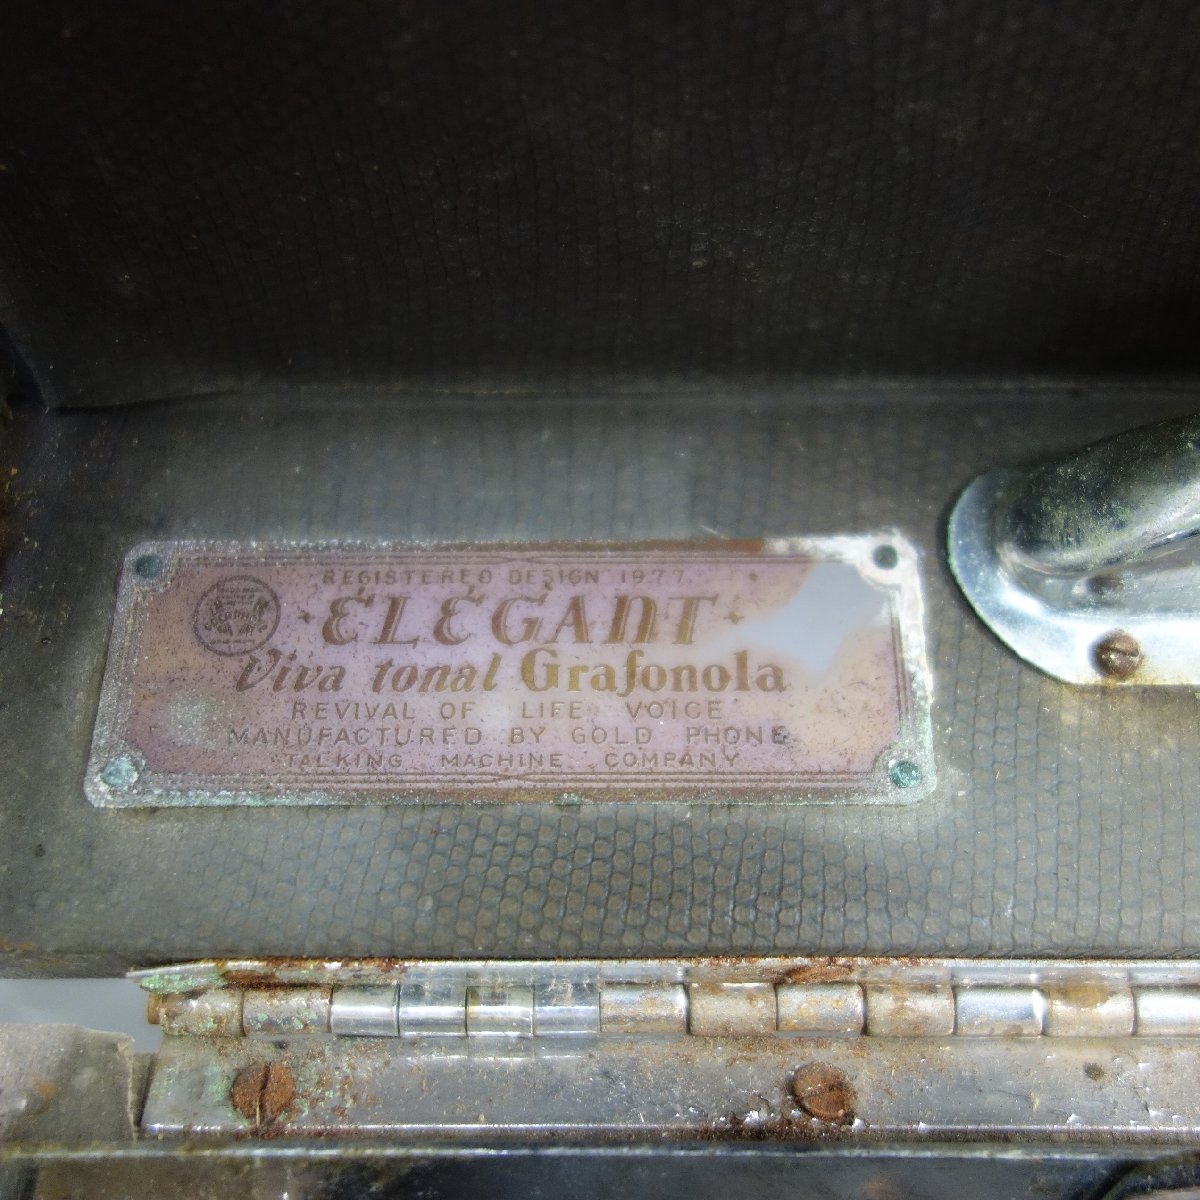 REGISTERED DESIGN 1977
ELEGANT
Viva tonal Grafonola
REVIVAL OF LIFE VOICE
MANUFACTURED BY GOLD PHONE
TALKING MACHINE COMPANY